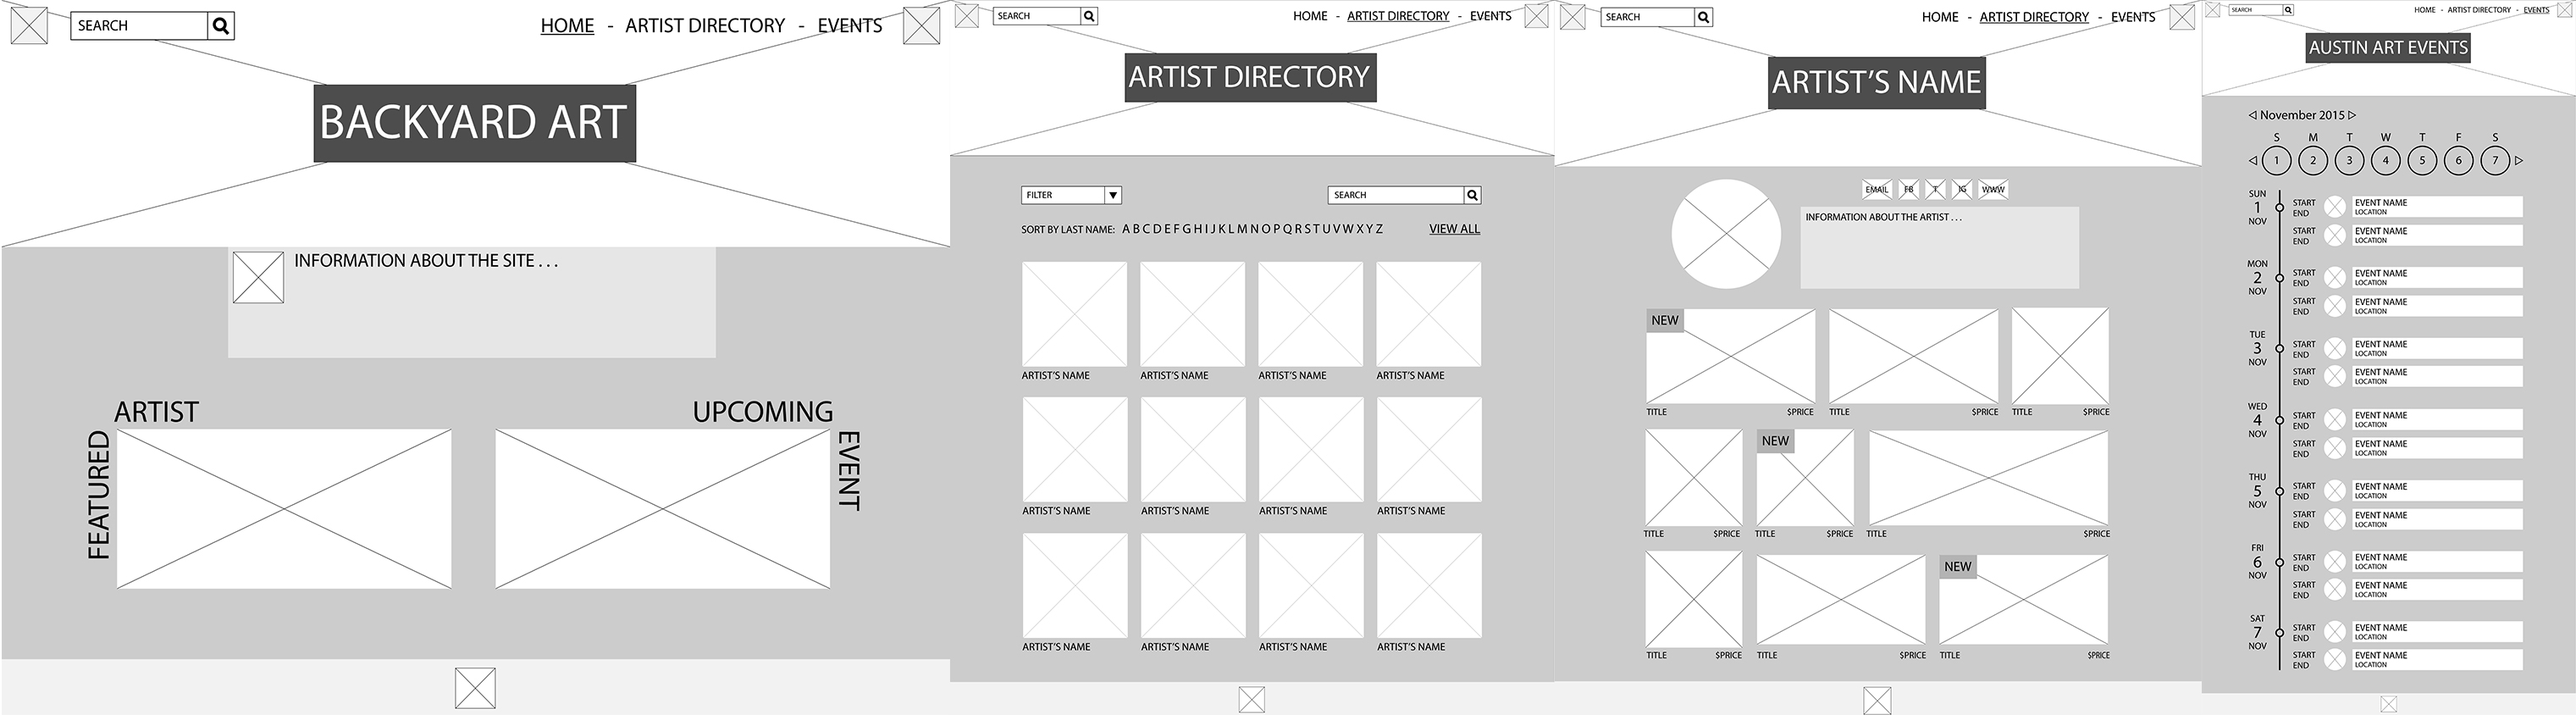 SEARCH
HOME - ARTIST DIRECTORY - EVENTS
BACKYARD ART
INFORMATION ABOUT THE SITE . . .
ARTIST
FEATURED
UPCOMING
EVENT
SEARCH
HOME - ARTIST DIRECTORY - EVENTS
ARTIST DIRECTORY
FILTER
SEARCH
SORT BY LAST NAME: A B C D E F G H I J K L M N O P Q R S T U V W X Y Z
VIEW ALL
ARTIST'S NAME ARTIST'S NAME ARTIST'S NAME ARTIST'S NAME
ARTIST'S NAME ARTIST'S NAME ARTIST'S NAME ARTIST'S NAME
ARTIST'S NAME ARTIST'S NAME ARTIST'S NAME ARTIST'S NAME
SEARCH
HOME - ARTIST DIRECTORY - EVENTS
ARTIST'S NAME
EMAIL FB T IG WWW
INFORMATION ABOUT THE ARTIST . . .
NEW
TITLE $PRICE TITLE $PRICE TITLE $PRICE
NEW
TITLE $PRICE TITLE $PRICE TITLE $PRICE
NEW
TITLE $PRICE TITLE $PRICE TITLE $PRICE
SEARCH
HOME - ARTIST DIRECTORY - EVENTS
AUSTIN ART EVENTS
November 2015
S M T W T F S
1 2 3 4 5 6 7
SUN
1
NOV
START
END
EVENT NAME
LOCATION
START
END
EVENT NAME
LOCATION
MON
2
NOV
START
END
EVENT NAME
LOCATION
START
END
EVENT NAME
LOCATION
TUE
3
NOV
START
END
EVENT NAME
LOCATION
START
END
EVENT NAME
LOCATION
WED
4
NOV
START
END
EVENT NAME
LOCATION
START
END
EVENT NAME
LOCATION
THU
5
NOV
START
END
EVENT NAME
LOCATION
START
END
EVENT NAME
LOCATION
FRI
6
NOV
START
END
EVENT NAME
LOCATION
START
END
EVENT NAME
LOCATION
SAT
7
NOV
START
END
EVENT NAME
LOCATION
START
END
EVENT NAME
LOCATION